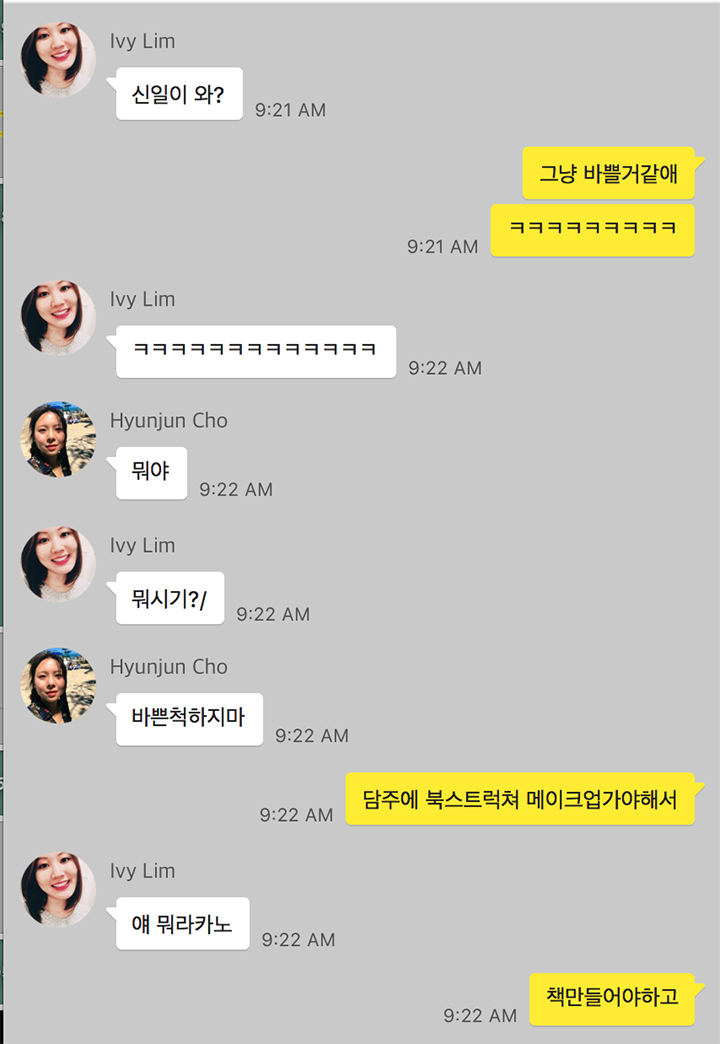 Ivy Lim
신일이 와?
9:21 AM
그냥 바쁠거같애
ㅋㅋㅋㅋㅋㅋㅋㅋㅋ
9:21 AM
Ivy Lim
ㅋㅋㅋㅋㅋㅋㅋㅋㅋㅋㅋㅋㅋ
9:22 AM
Hyunjun Cho
뭐야
9:22 AM
Ivy Lim
뭐시기?/
9:22 AM
Hyunjun Cho
바쁜척하지마
9:22 AM
담주에 북스트럭쳐 메이크업가야해서
9:22 AM
Ivy Lim
얘 뭐라카노
9:22 AM
책만들어야하고
9:22 AM